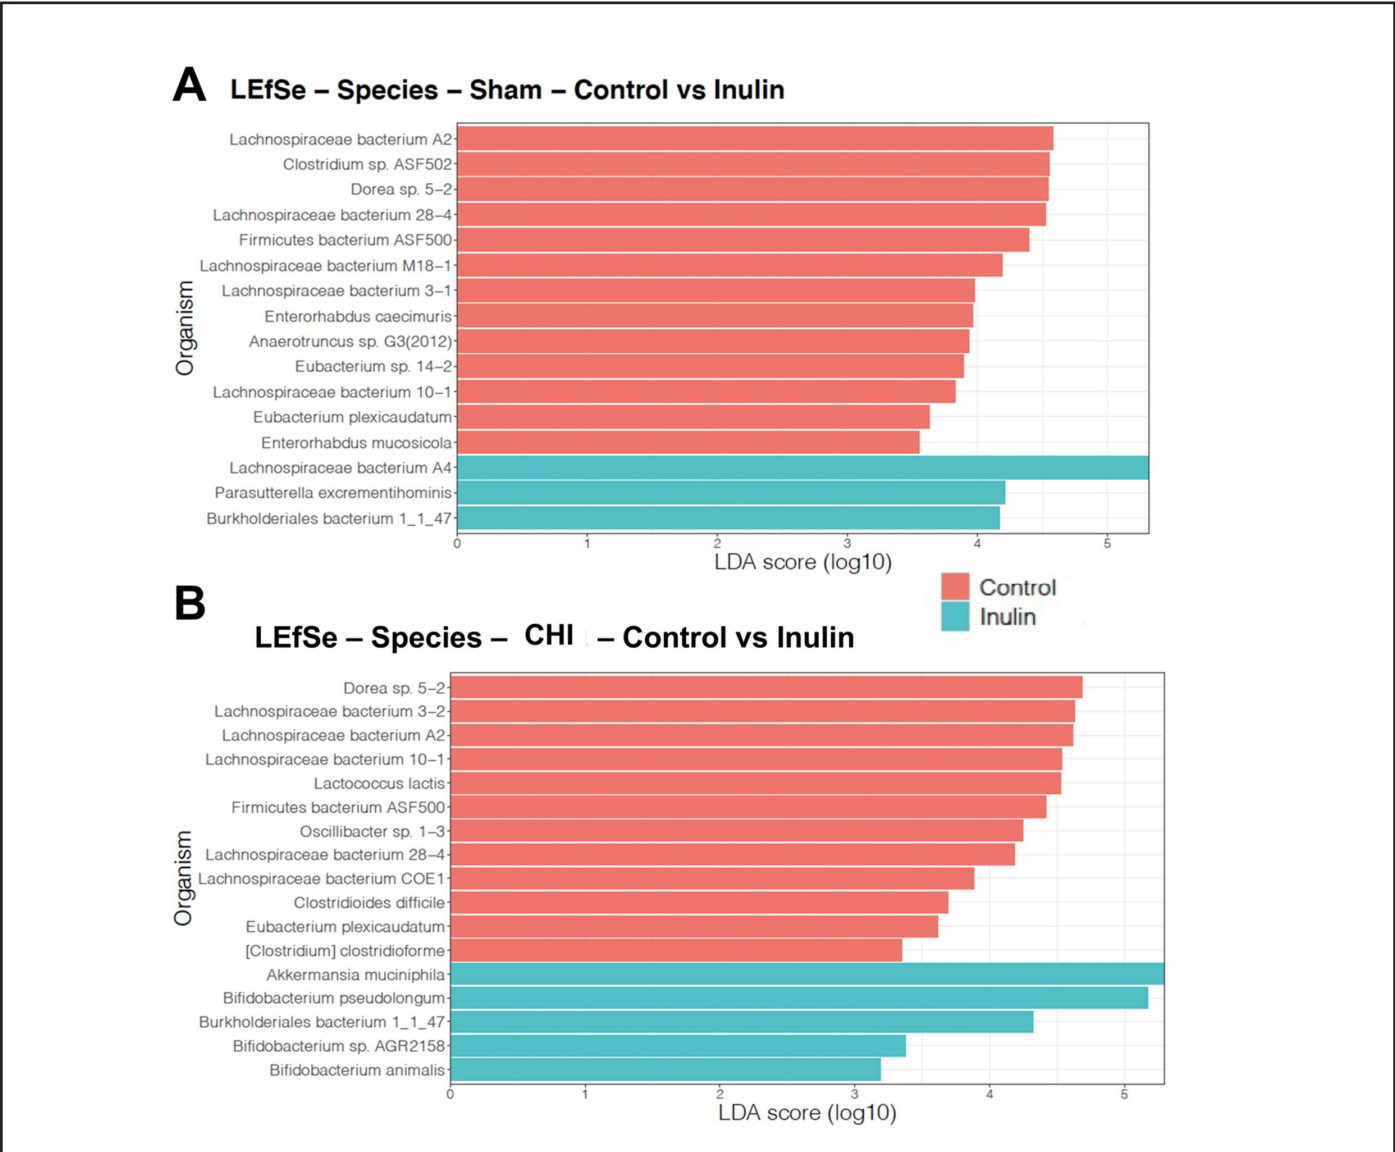 A
LEfSe – Species – Sham – Control vs Inulin
Lachnospiraceae bacterium A2
Clostridium sp. ASF502
Dorea sp. 5–2
Lachnospiraceae bacterium 28–4
Firmicutes bacterium ASF500
Lachnospiraceae bacterium M18–1
Lachnospiraceae bacterium 3–1
Enterorhabdus caecimuris
Anaerotruncus sp. G3(2012)
Eubacterium sp. 14–2
Lachnospiraceae bacterium 10–1
Eubacterium plexicaudatum
Enterorhabdus mucosicola
Lachnospiraceae bacterium A4
Parasutterella excrementihominis
Burkholderiales bacterium 1_1_47
Organism
0 1 2 3 4 5
LDA score (log10)
Control
Inulin
B
LEfSe – Species – CHI – Control vs Inulin
Dorea sp. 5–2
Lachnospiraceae bacterium 3–2
Lachnospiraceae bacterium A2
Lachnospiraceae bacterium 10–1
Lactococcus lactis
Firmicutes bacterium ASF500
Oscillibacter sp. 1–3
Lachnospiraceae bacterium 28–4
Lachnospiraceae bacterium COE1
Clostridioides difficile
Eubacterium plexicaudatum
[Clostridium] clostridioforme
Akkermansia muciniphila
Bifidobacterium pseudolongum
Burkholderiales bacterium 1_1_47
Bifidobacterium sp. AGR2158
Bifidobacterium animalis
Organism
0 1 2 3 4 5
LDA score (log10)